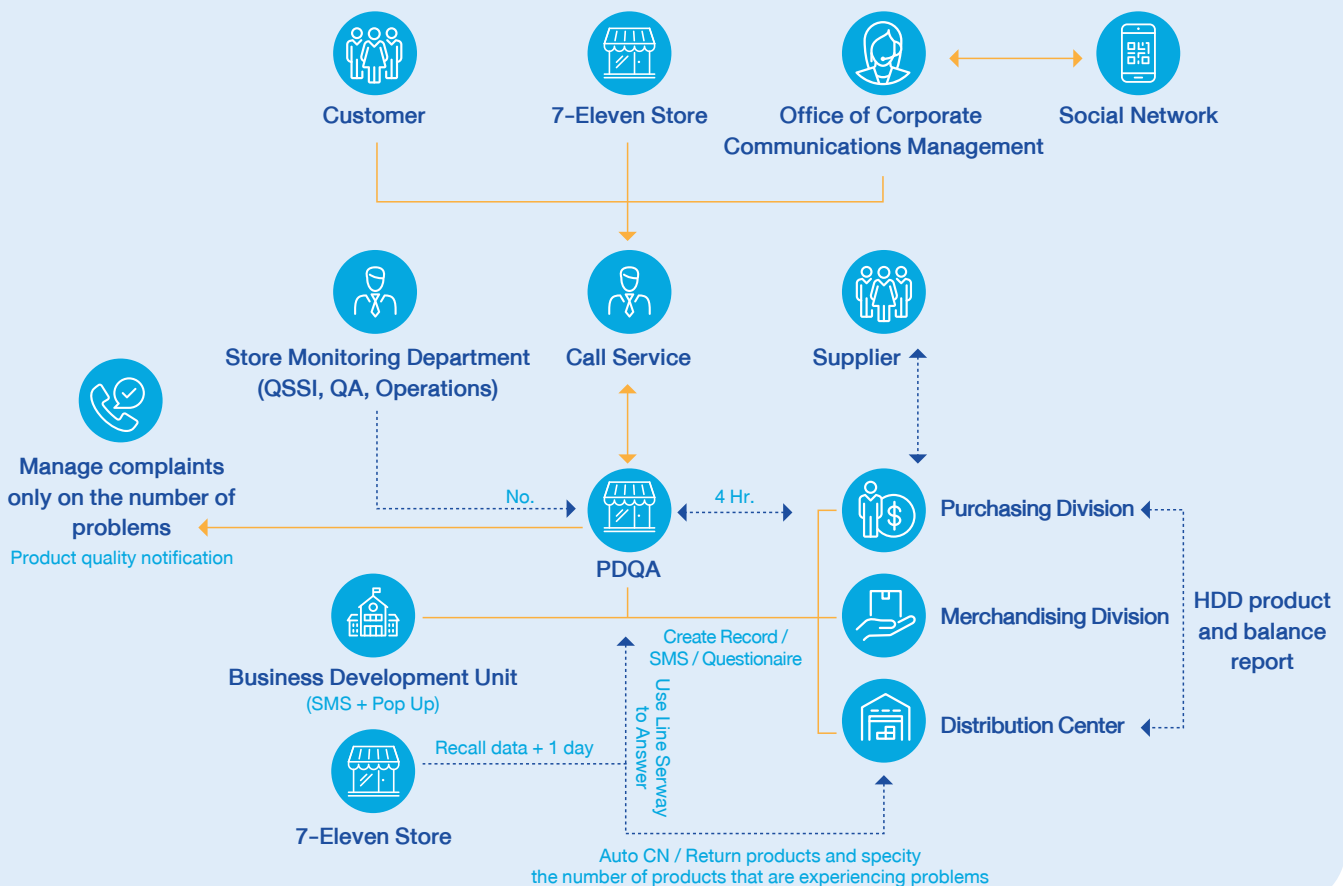 Customer
7-Eleven Store
Office of Corporate
Communications Management
Social Network
Store Monitoring Department
(QSSI, QA, Operations)
Call Service
Supplier
Manage complaints
only on the number of
problems
Product quality notification
No.
4 Hr.
PDQA
Purchasing Division
Merchandising Division
HDD product
and balance
report
Create Record /
SMS / Questionaire
Business Development Unit
(SMS + Pop Up)
Use Line Serway
to Answer
Distribution Center
Recall data + 1 day
7-Eleven Store
Auto CN / Return products and specify
the number of products that are experiencing problems